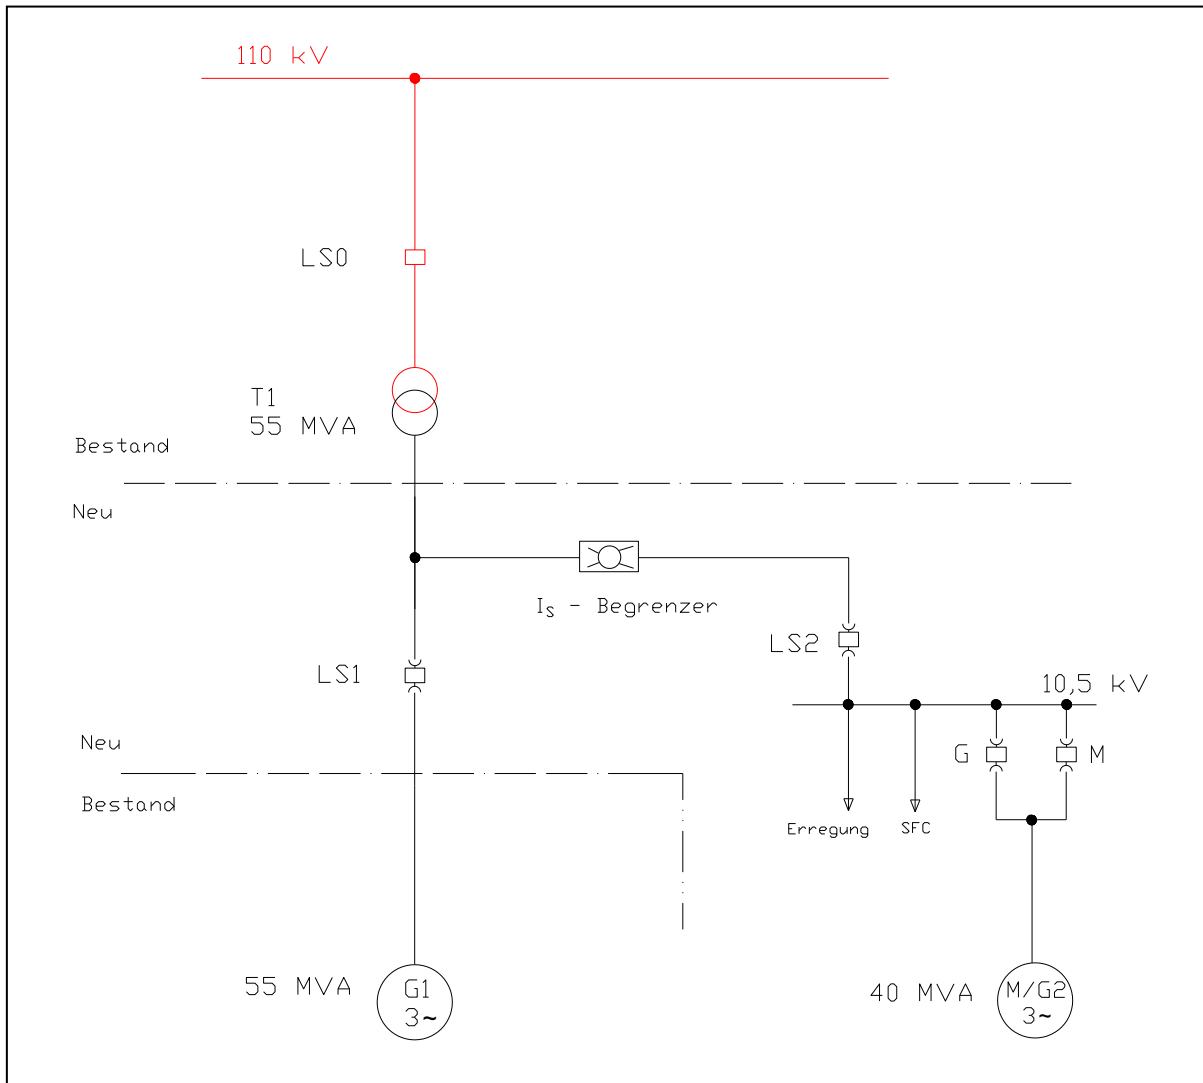 110 kV
LS0
T1
55 MVA
Bestand
Neu
I_S - Begrenzer
LS2
LS1
10,5 kV
Neu
G
M
Bestand
Erregung
SFC
55 MVA
G1
3~
40 MVA
M/G2
3~